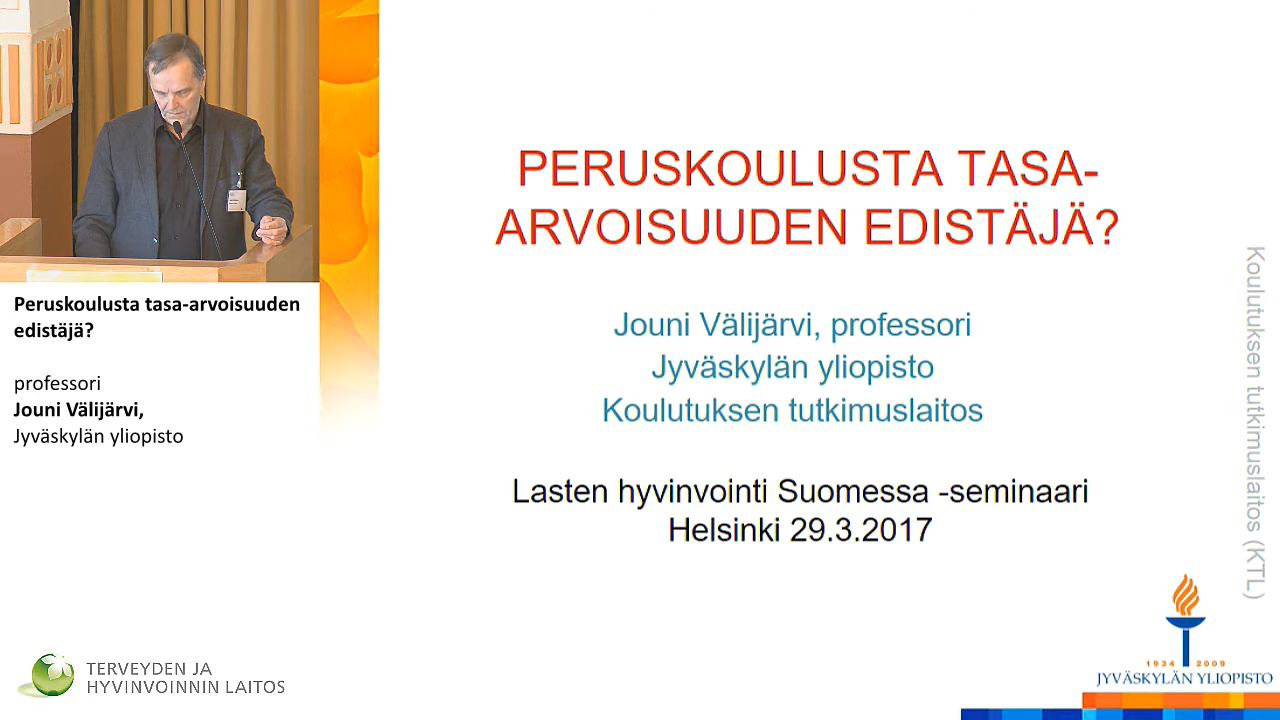 Peruskoulusta tasa-arvoisuuden
edistäjä?
professori
Jouni Välijärvi,
Jyväskylän yliopisto
TERVEYDEN JA
HYVINVOINNIN LAITOS
PERUSKOULUSTA TASA-
ARVOISUUDEN EDISTÄJÄ?
Jouni Välijärvi, professori
Jyväskylän yliopisto
Koulutuksen tutkimuslaitos
Lasten hyvinvointi Suomessa -seminaari
Helsinki 29.3.2017
Koulutuksen tutkimuslaitos (KTL)
1934 2009
JYVÄSKYLÄN YLIOPISTO